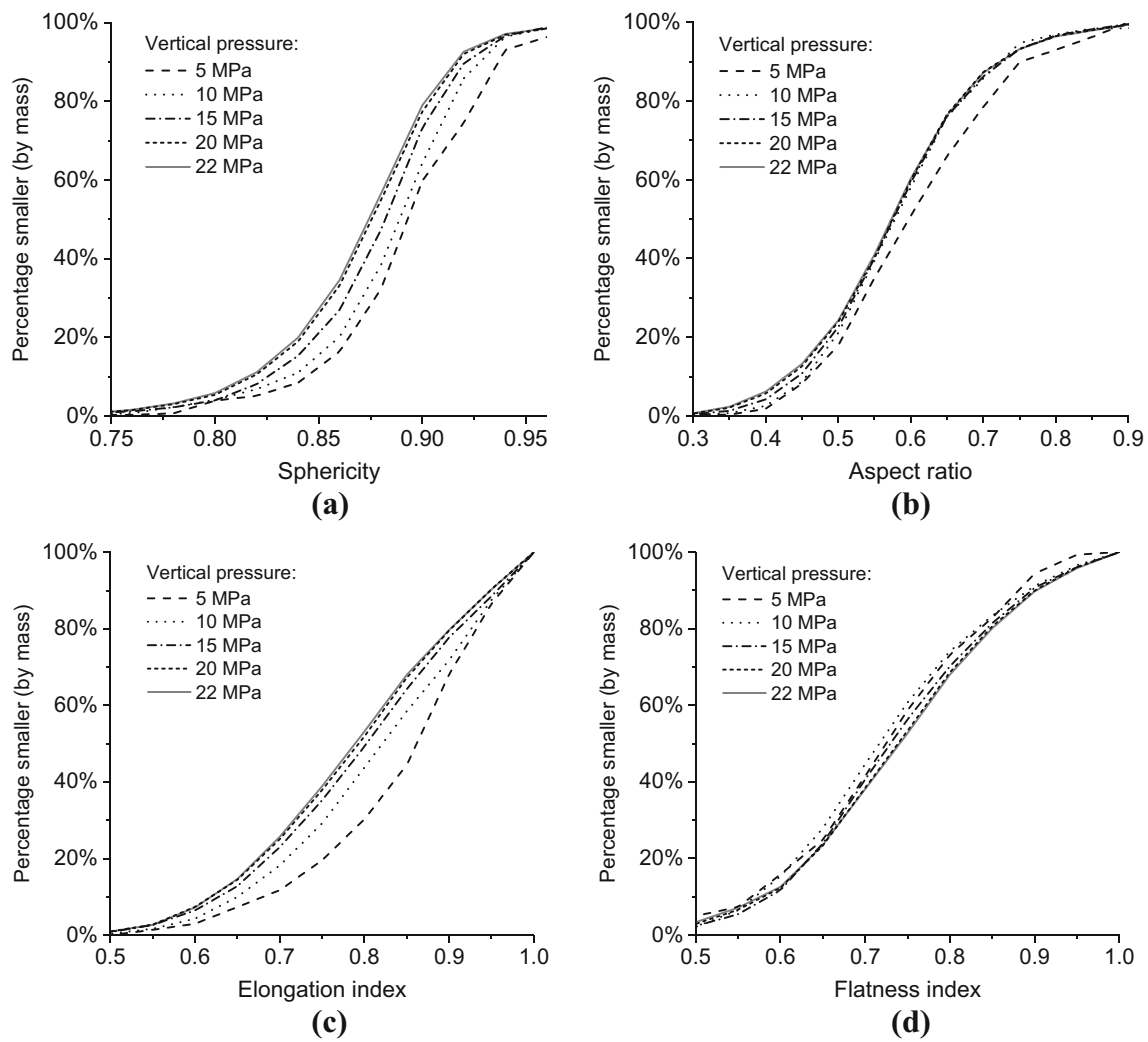 100%
80%
60%
40%
20%
0%
Percentage smaller (by mass)
Vertical pressure:
5 MPa
10 MPa
15 MPa
20 MPa
22 MPa
0.75 0.80 0.85 0.90 0.95
Sphericity
(a)
100%
80%
60%
40%
20%
0%
Percentage smaller (by mass)
Vertical pressure:
5 MPa
10 MPa
15 MPa
20 MPa
22 MPa
0.3 0.4 0.5 0.6 0.7 0.8 0.9
Aspect ratio
(b)
100%
80%
60%
40%
20%
0%
Percentage smaller (by mass)
Vertical pressure:
5 MPa
10 MPa
15 MPa
20 MPa
22 MPa
0.5 0.6 0.7 0.8 0.9 1.0
Elongation index
(c)
100%
80%
60%
40%
20%
0%
Percentage smaller (by mass)
Vertical pressure:
5 MPa
10 MPa
15 MPa
20 MPa
22 MPa
0.5 0.6 0.7 0.8 0.9 1.0
Flatness index
(d)